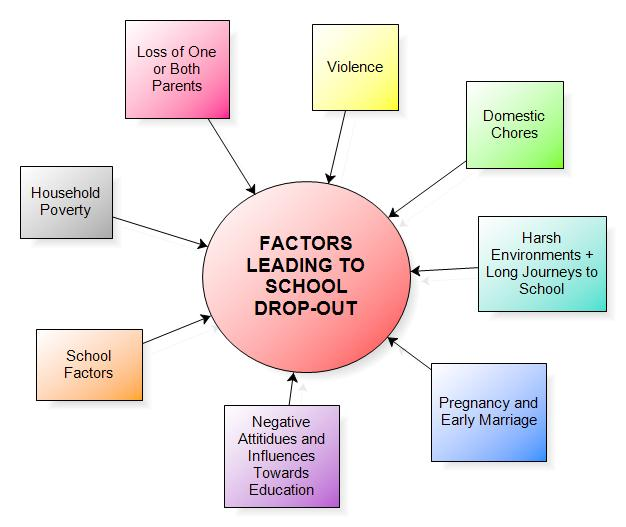 Loss of One
or Both
Parents
Violence
Domestic
Chores
Household
Poverty
FACTORS
LEADING TO
SCHOOL
DROP-OUT
Harsh
Environments +
Long Journeys to
School
School
Factors
Negative
Attitidues and
Influences
Towards
Education
Pregnancy and
Early Marriage